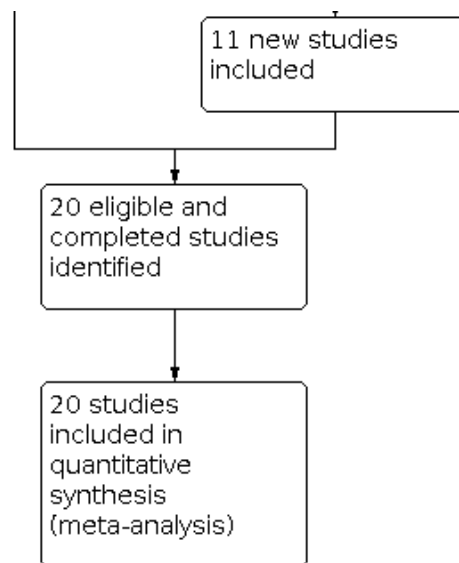 11 new studies
included
20 eligible and
completed studies
identified
20 studies
included in
quantitative
synthesis
(meta-analysis)